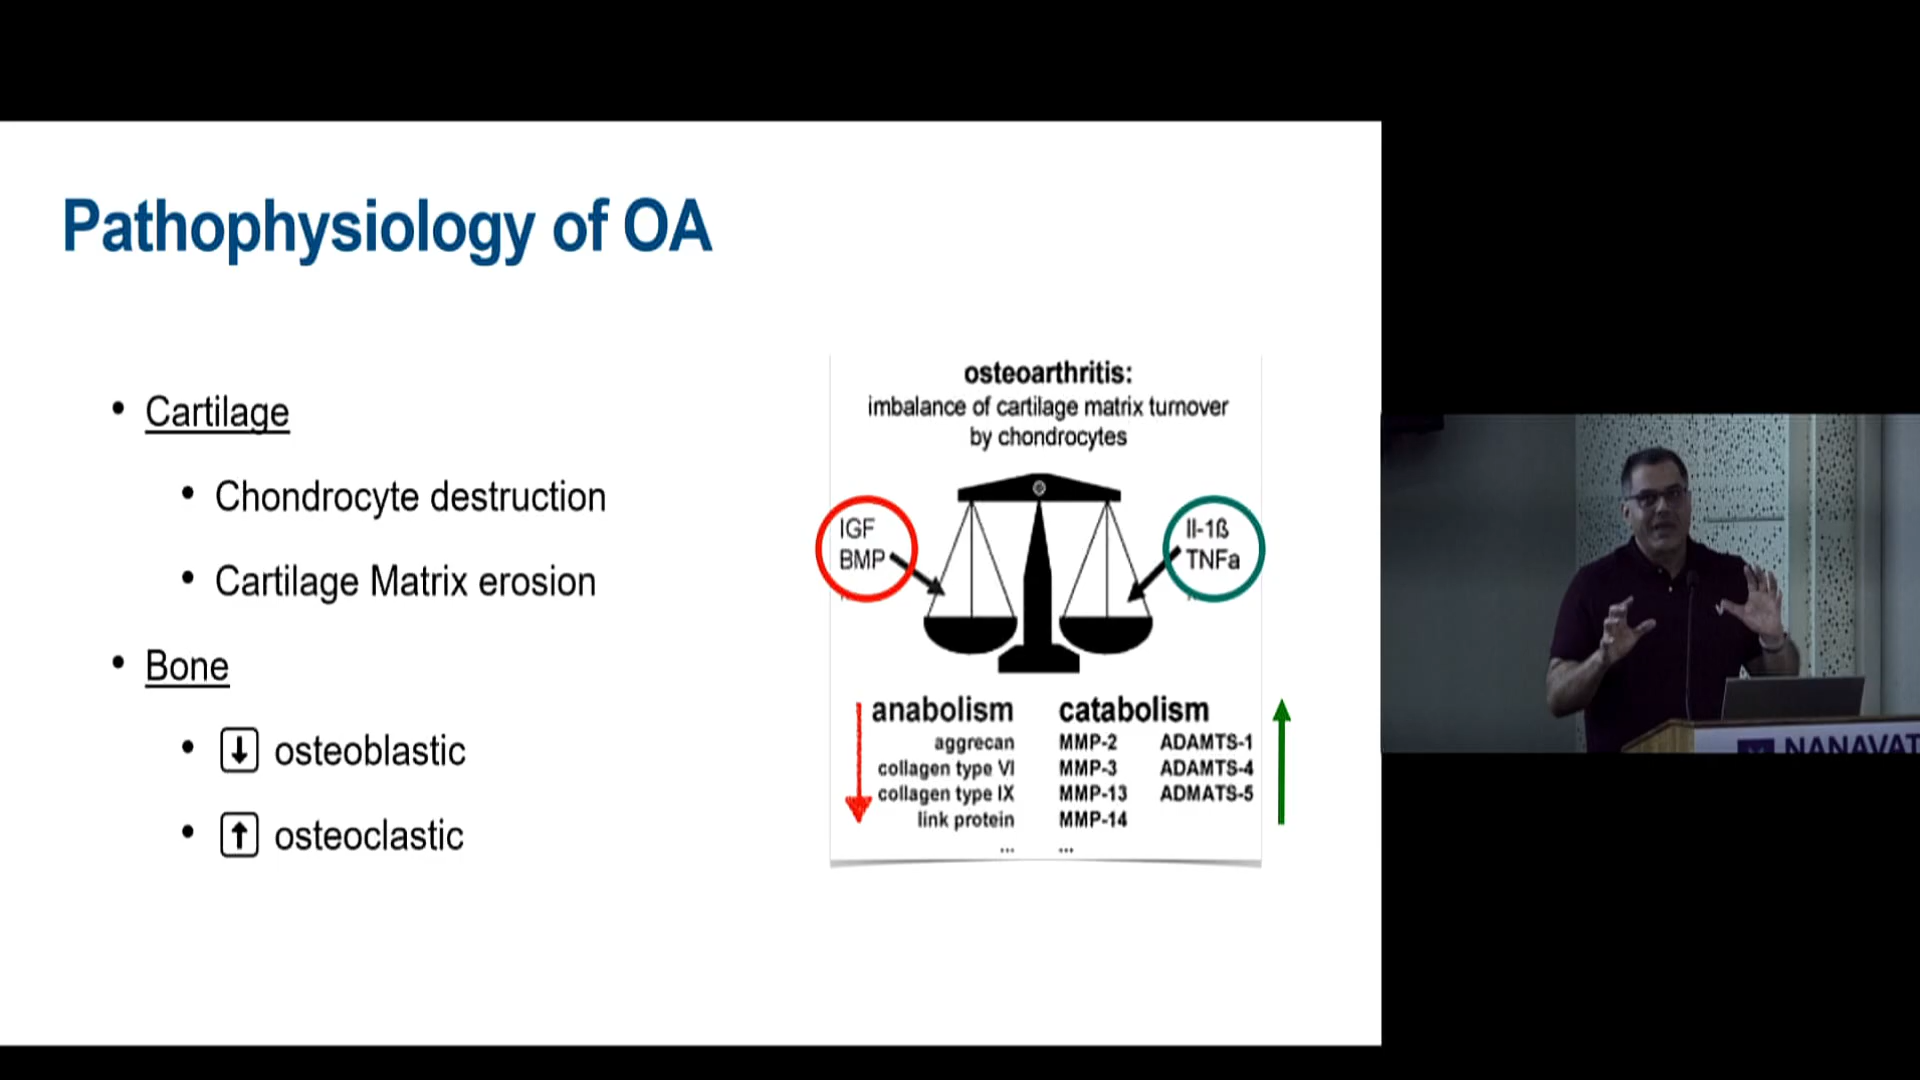 Pathophysiology of OA
• Cartilage
• Chondrocyte destruction
• Cartilage Matrix erosion
• Bone
• ↓ osteoblastic
• ↑ osteoclastic
osteoarthritis:
imbalance of cartilage matrix turnover
by chondrocytes
IGF
BMP
Il-1ß
TNFa
anabolism
aggrecan
collagen type VI
collagen type IX
link protein
...
catabolism
MMP-2 ADAMTS-1
MMP-3 ADAMTS-4
MMP-13 ADMATS-5
MMP-14
...
NANAVAT